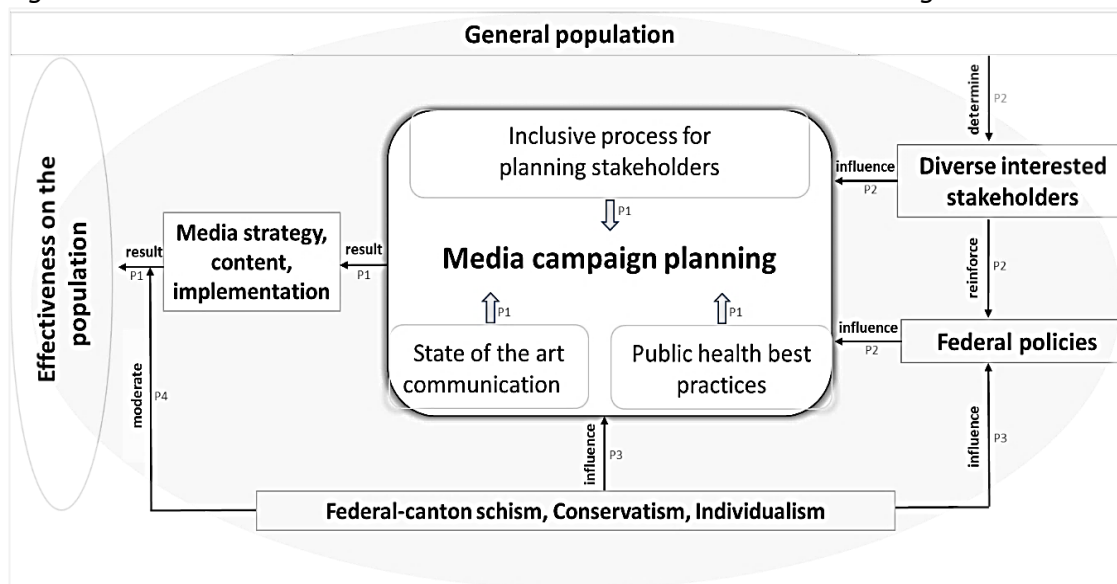 General population
determine
P2
Inclusive process for
planning stakeholders
P1
influence
P2
Diverse interested
stakeholders
Effectiveness on the
population
result
P1
Media strategy,
content,
implementation
result
P1
Media campaign planning
reinforce
P2
P1
P1
State of the art
communication
Public health best
practices
influence
P2
Federal policies
moderate
P4
influence
P3
influence
P3
Federal-canton schism, Conservatism, Individualism